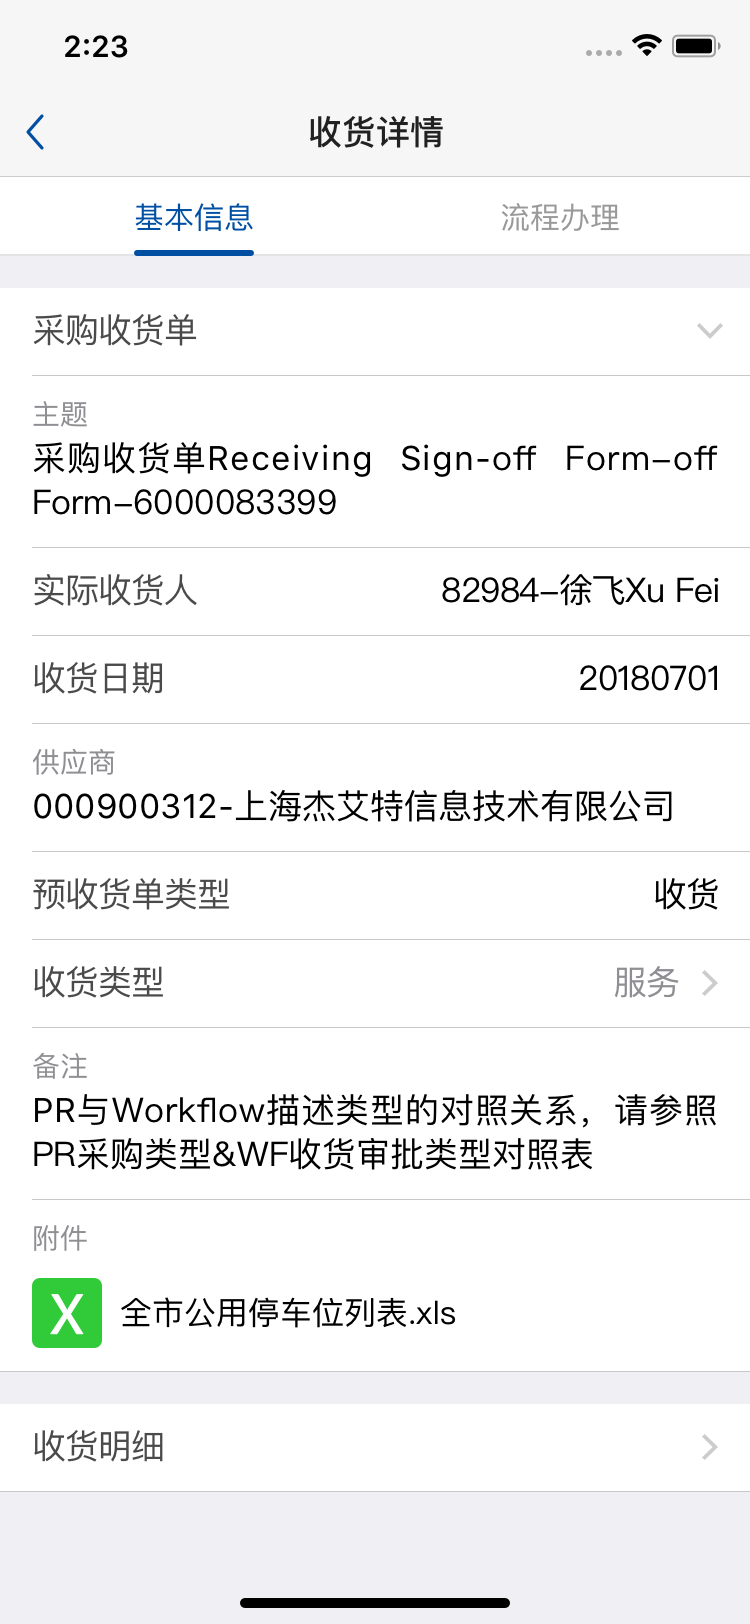 2:23
收货详情
基本信息
流程办理
采购收货单
主题
采购收货单Receiving Sign-off Form–off
Form–6000083399
实际收货人
82984–徐飞Xu Fei
收货日期
20180701
供应商
000900312-上海杰艾特信息技术有限公司
预收货单类型
收货
收货类型
服务
备注
PR与Workflow描述类型的对照关系，请参照
PR采购类型&WF收货审批类型对照表
附件
X
全市公用停车位列表.xls
收货明细